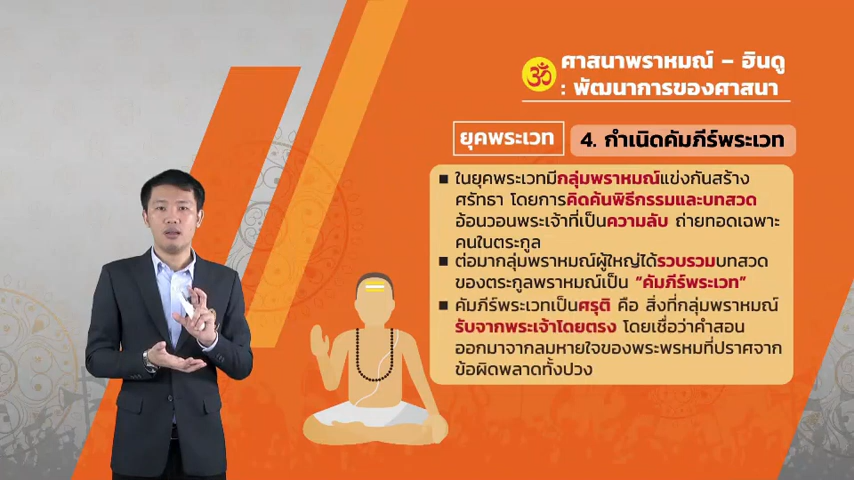 ศาสนาพราหมณ์ – ฮินดู
: พัฒนาการของศาสนา
ยุคพระเวท
4. กำเนิดคัมภีร์พระเวท
■ ในยุคพระเวทมีกลุ่มพราหมณ์แข่งกันสร้าง
ศรัทธา โดยการคิดค้นพิธีกรรมและบทสวด
อ้อนวอนพระเจ้าที่เป็นความลับ ถ่ายทอดเฉพาะ
คนในตระกูล
■ ต่อมากลุ่มพราหมณ์ผู้ใหญ่ได้รวบรวมบทสวด
ของตระกูลพราหมณ์เป็น “คัมภีร์พระเวท”
■ คัมภีร์พระเวทเป็นศรุติ คือ สิ่งที่กลุ่มพราหมณ์
รับจากพระเจ้าโดยตรง โดยเชื่อว่าคำสอน
ออกมาจากลมหายใจของพระพรหมที่ปราศจาก
ข้อผิดพลาดทั้งปวง